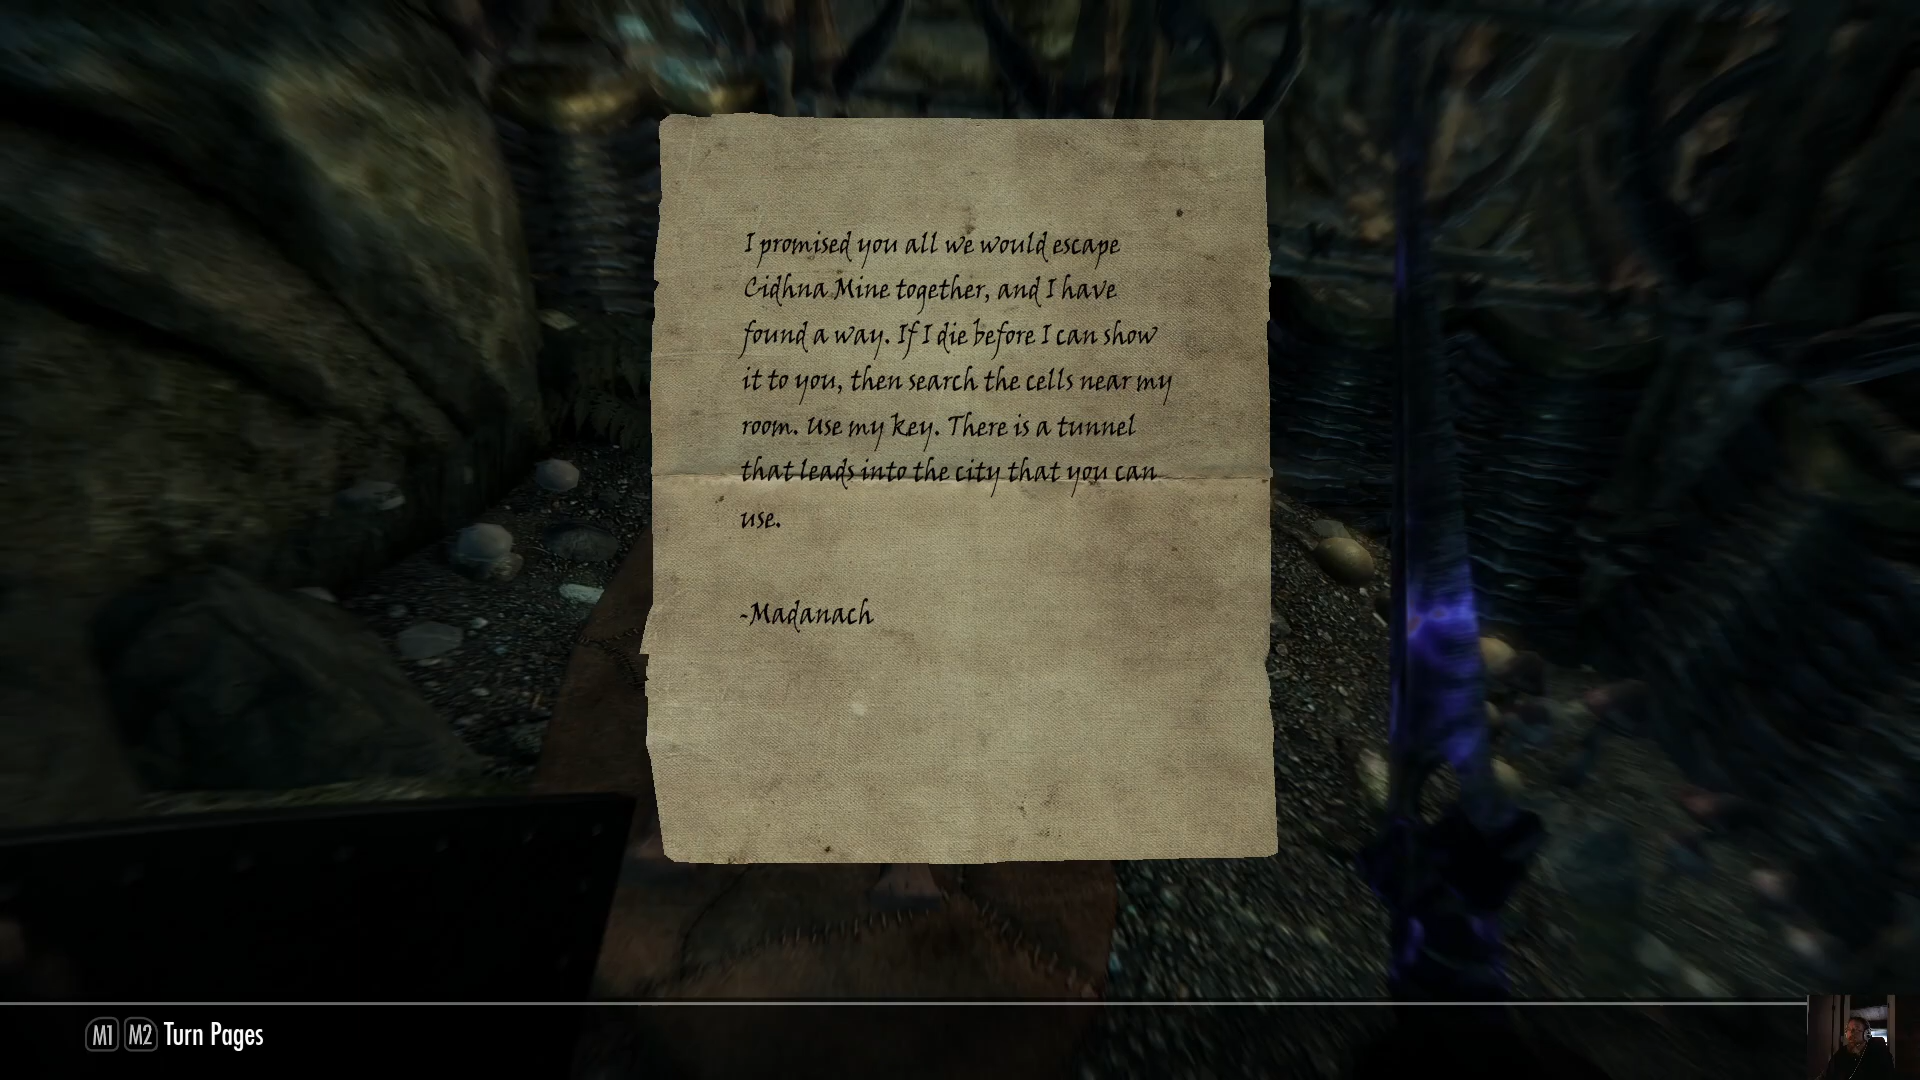 I promised you all we would escape
Cidhna Mine together, and I have
found a way. If I die before I can show
it to you, then search the cells near my
room. Use my key. There is a tunnel
that leads into the city that you can
use.
-Madanach
M1 M2 Turn Pages